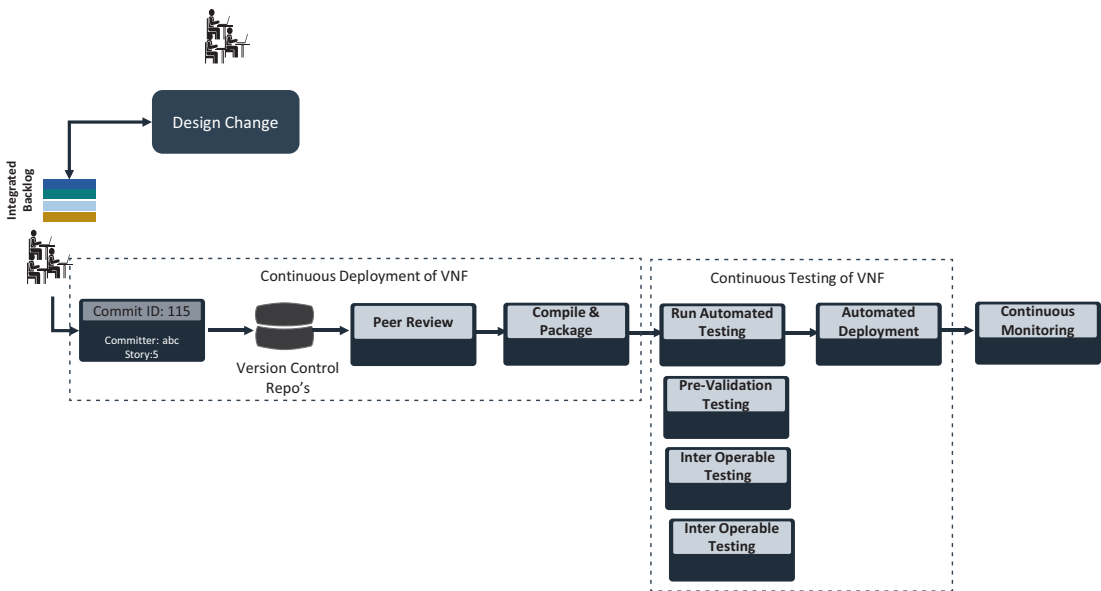 Design Change
Integrated
Backlog
Continuous Deployment of VNF
Commit ID: 115
Committer: abc
Story:5
Version Control
Repo's
Peer Review
Compile &
Package
Continuous Testing of VNF
Run Automated
Testing
Automated
Deployment
Continuous
Monitoring
Pre-Validation
Testing
Inter Operable
Testing
Inter Operable
Testing